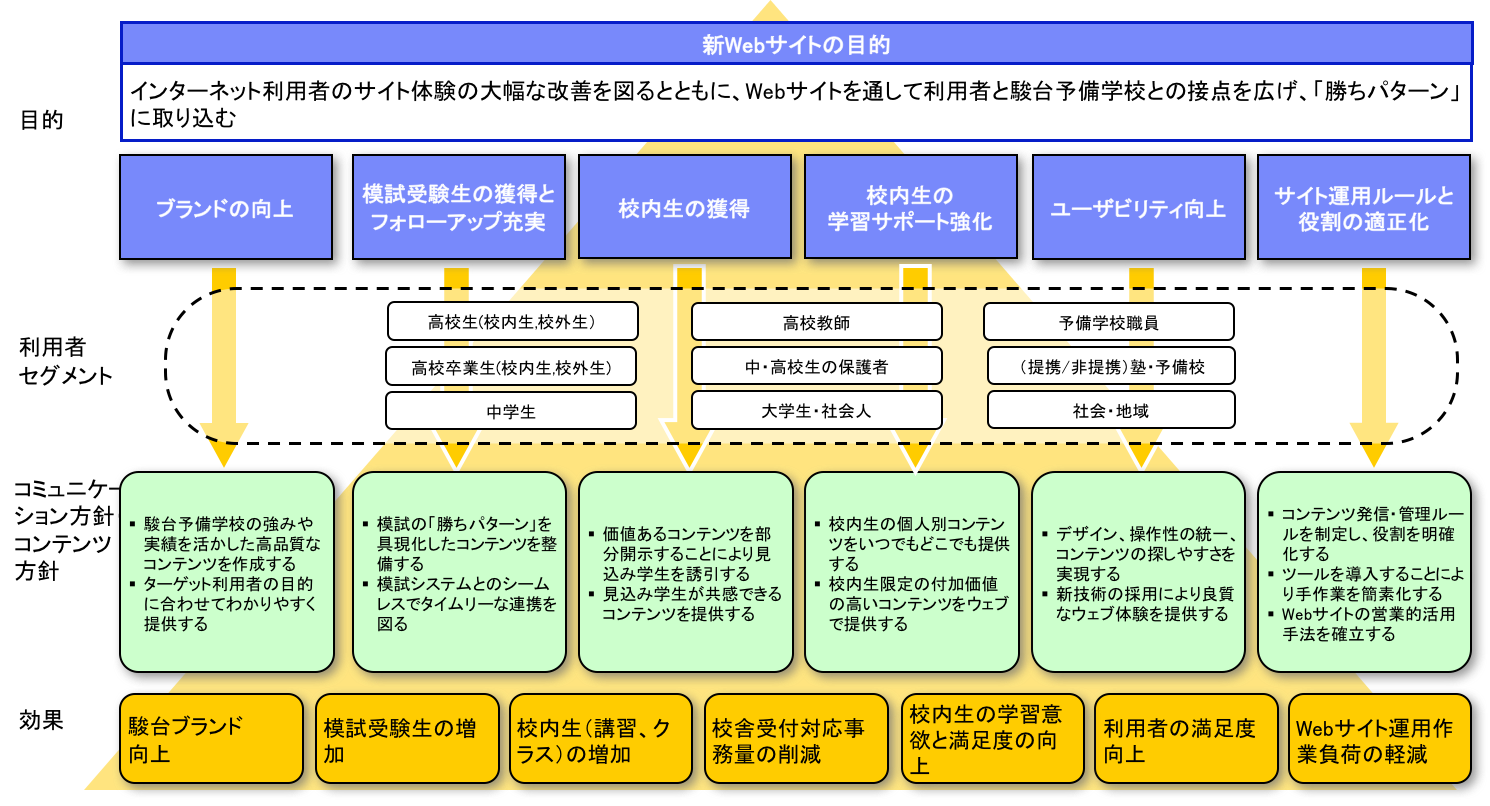 新Webサイトの目的
目的
インターネット利用者のサイト体験の大幅な改善を図るとともに、Webサイトを通して利用者と駿台予備学校との接点を広げ、「勝ちパターン」
に取り込む
ブランドの向上
模試受験生の獲得と
フォローアップ充実
校内生の獲得
校内生の
学習サポート強化
ユーザビリティ向上
サイト運用ルールと
役割の適正化
利用者
セグメント
高校生(校内生,校外生)
高校卒業生(校内生,校外生)
中学生
高校教師
中・高校生の保護者
大学生・社会人
予備学校職員
(提携/非提携)塾・予備校
社会・地域
コミュニケー
ション方針・
コンテンツ
方針
▪ 駿台予備学校の強みや
実績を活かした高品質な
コンテンツを作成する
▪ ターゲット利用者の目的
に合わせてわかりやすく
提供する
▪ 模試の「勝ちパターン」を
具現化したコンテンツを整
備する
▪ 模試システムとのシーム
レスでタイムリーな連携を
図る
▪ 価値あるコンテンツを部
分開示することにより見
込み学生を誘引する
▪ 見込み学生が共感できる
コンテンツを提供する
▪ 校内生の個人別コンテン
ツをいつでもどこでも提供
する
▪ 校内生限定の付加価値
の高いコンテンツをウェブ
で提供する
▪ デザイン、操作性の統一、
コンテンツの探しやすさを
実現する
▪ 新技術の採用により良質
なウェブ体験を提供する
▪ コンテンツ発信・管理ルー
ルを制定し、役割を明確
化する
▪ ツールを導入することによ
り手作業を簡素化する
▪ Webサイトの営業的活用
手法を確立する
効果
駿台ブランド
向上
模試受験生の増
加
校内生(講習、ク
ラス)の増加
校舎受付対応事
務量の削減
校内生の学習意
欲と満足度の向
上
利用者の満足度
向上
Webサイト運用作
業負荷の軽減